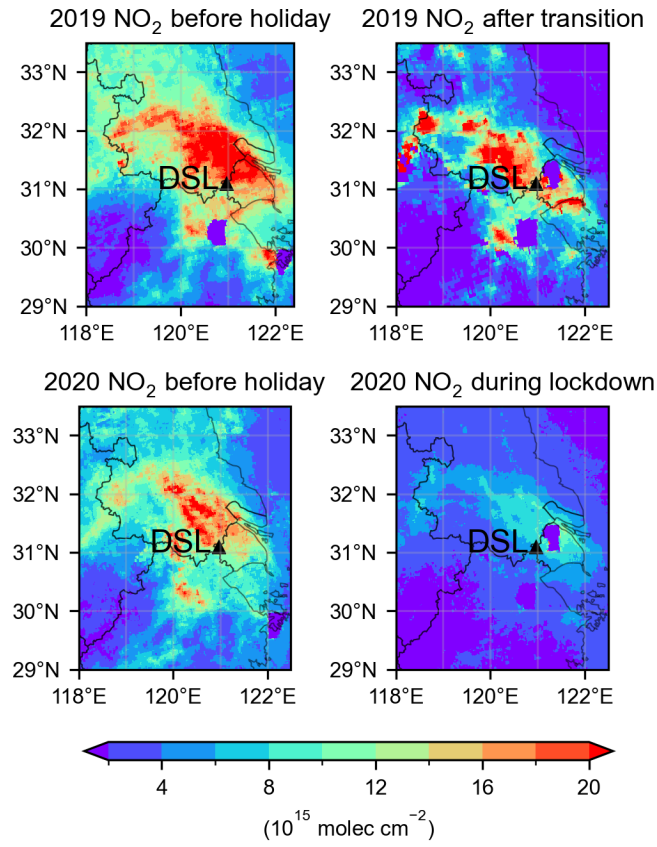 2019 NO₂ before holiday
2019 NO₂ after transition
33°N
32°N
31°N
30°N
29°N
DSL
118°E 120°E 122°E
33°N
32°N
31°N
30°N
29°N
DSL
118°E 120°E 122°E
2020 NO₂ before holiday
2020 NO₂ during lockdown
33°N
32°N
31°N
30°N
29°N
DSL
118°E 120°E 122°E
33°N
32°N
31°N
30°N
29°N
DSL
118°E 120°E 122°E
4 8 12 16 20
(10¹⁵ molec cm⁻²)